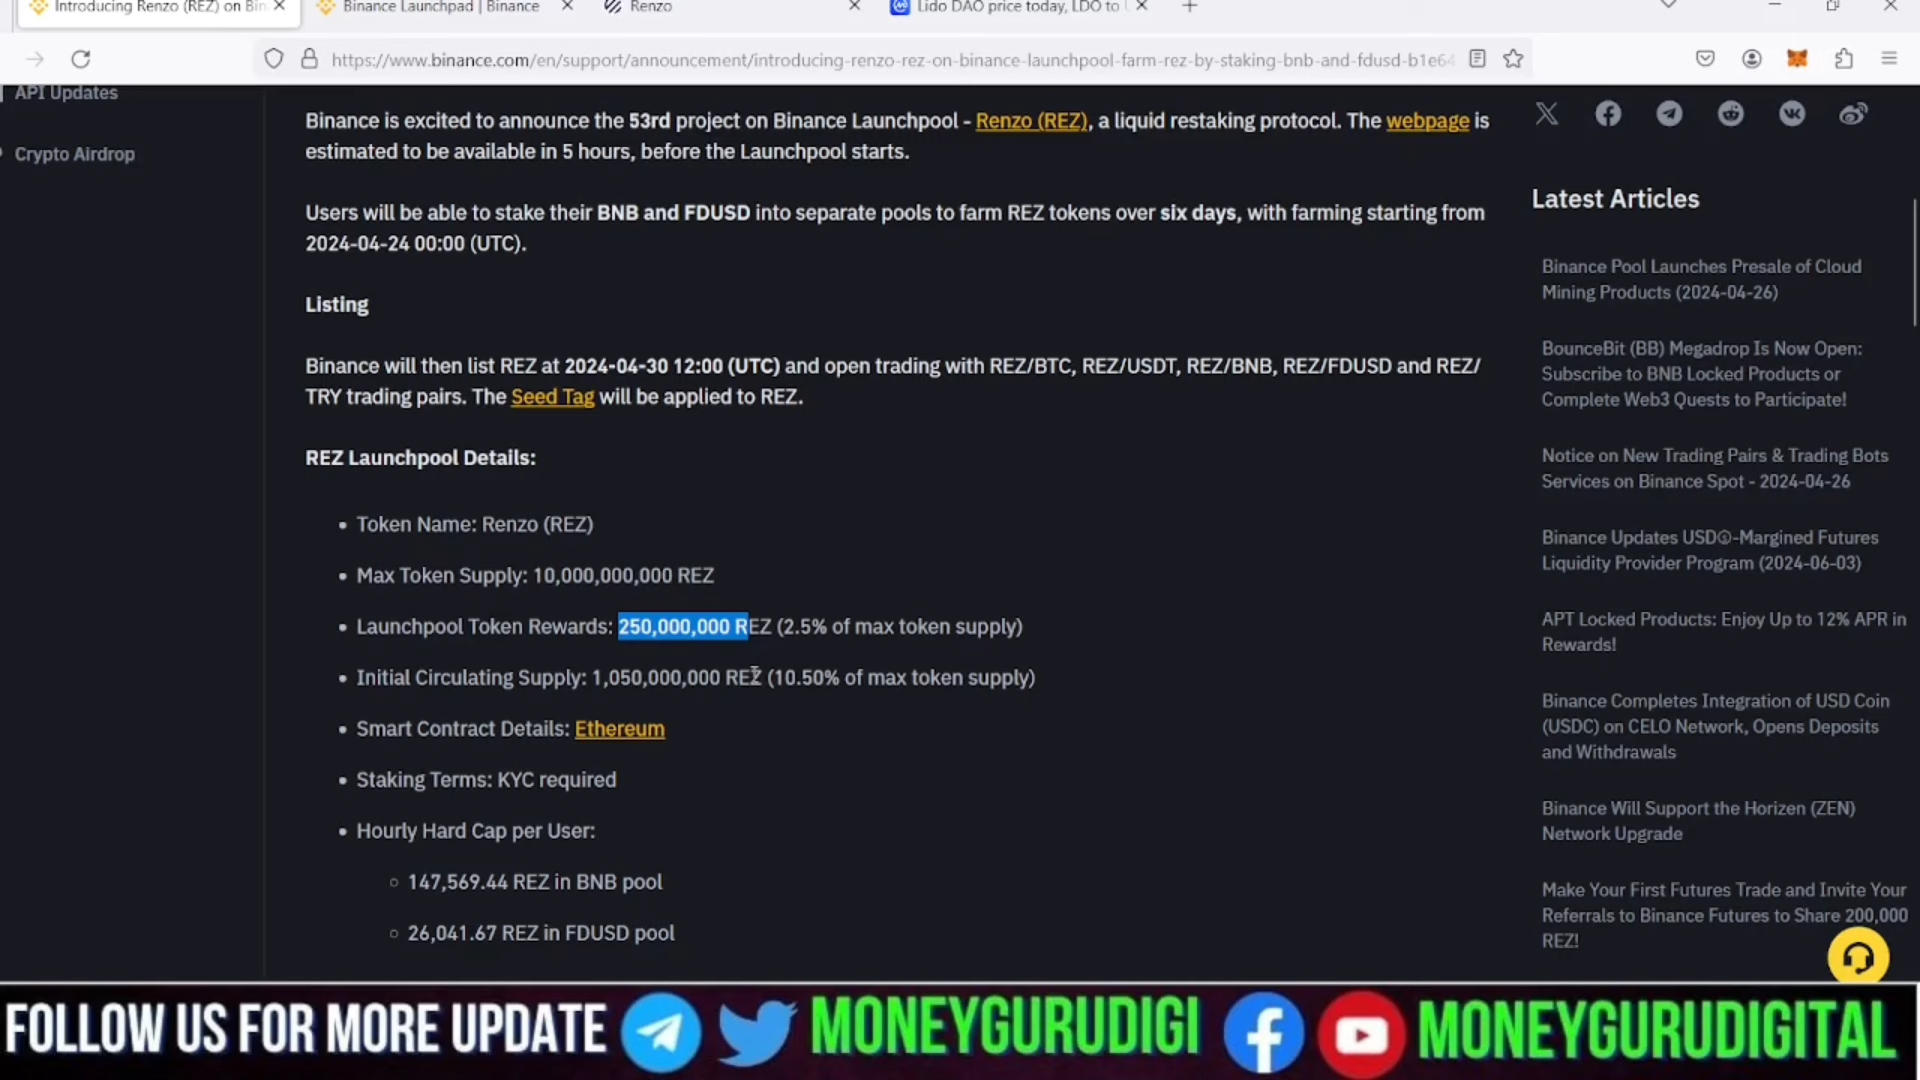 Introducing Renzo (REZ) on Bin
Binance Launchpad | Binance
Renzo
Lido DAO price today, LDO to
https://www.binance.com/en/support/announcement/introducing-renzo-rez-on-binance-launchpool-farm-rez-by-staking-bnb-and-fdusd-b1e64
API Updates
Crypto Airdrop
Binance is excited to announce the 53rd project on Binance Launchpool - Renzo (REZ), a liquid restaking protocol. The webpage is
estimated to be available in 5 hours, before the Launchpool starts.
Users will be able to stake their BNB and FDUSD into separate pools to farm REZ tokens over six days, with farming starting from
2024-04-24 00:00 (UTC).
Listing
Binance will then list REZ at 2024-04-30 12:00 (UTC) and open trading with REZ/BTC, REZ/USDT, REZ/BNB, REZ/FDUSD and REZ/
TRY trading pairs. The Seed Tag will be applied to REZ.
REZ Launchpool Details:
Token Name: Renzo (REZ)
Max Token Supply: 10,000,000,000 REZ
Launchpool Token Rewards: 250,000,000 REZ (2.5% of max token supply)
Initial Circulating Supply: 1,050,000,000 REZ (10.50% of max token supply)
Smart Contract Details: Ethereum
Staking Terms: KYC required
Hourly Hard Cap per User:
147,569.44 REZ in BNB pool
26,041.67 REZ in FDUSD pool
Latest Articles
Binance Pool Launches Presale of Cloud
Mining Products (2024-04-26)
BounceBit (BB) Megadrop Is Now Open:
Subscribe to BNB Locked Products or
Complete Web3 Quests to Participate!
Notice on New Trading Pairs & Trading Bots
Services on Binance Spot - 2024-04-26
Binance Updates USDⓈ-Margined Futures
Liquidity Provider Program (2024-06-03)
APT Locked Products: Enjoy Up to 12% APR in
Rewards!
Binance Completes Integration of USD Coin
(USDC) on CELO Network, Opens Deposits
and Withdrawals
Binance Will Support the Horizen (ZEN)
Network Upgrade
Make Your First Futures Trade and Invite Your
Referrals to Binance Futures to Share 200,000
REZ!
FOLLOW US FOR MORE UPDATE MONEYGURUDIGI MONEYGURUDIGITAL